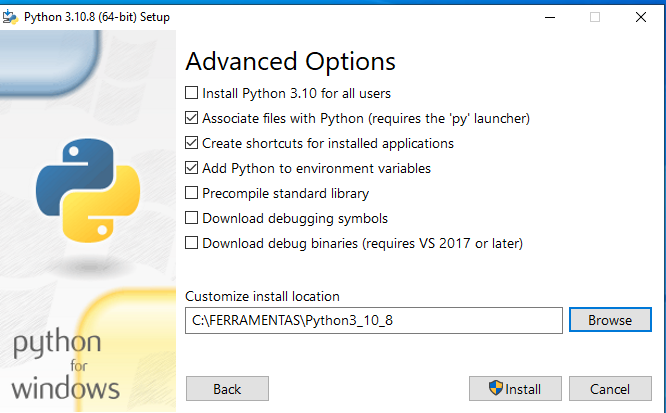 Python 3.10.8 (64-bit) Setup
Advanced Options
Install Python 3.10 for all users
Associate files with Python (requires the 'py' launcher)
Create shortcuts for installed applications
Add Python to environment variables
Precompile standard library
Download debugging symbols
Download debug binaries (requires VS 2017 or later)
Customize install location
C:\FERRAMENTAS\Python3_10_8
Browse
python
for
windows
Back
Install
Cancel